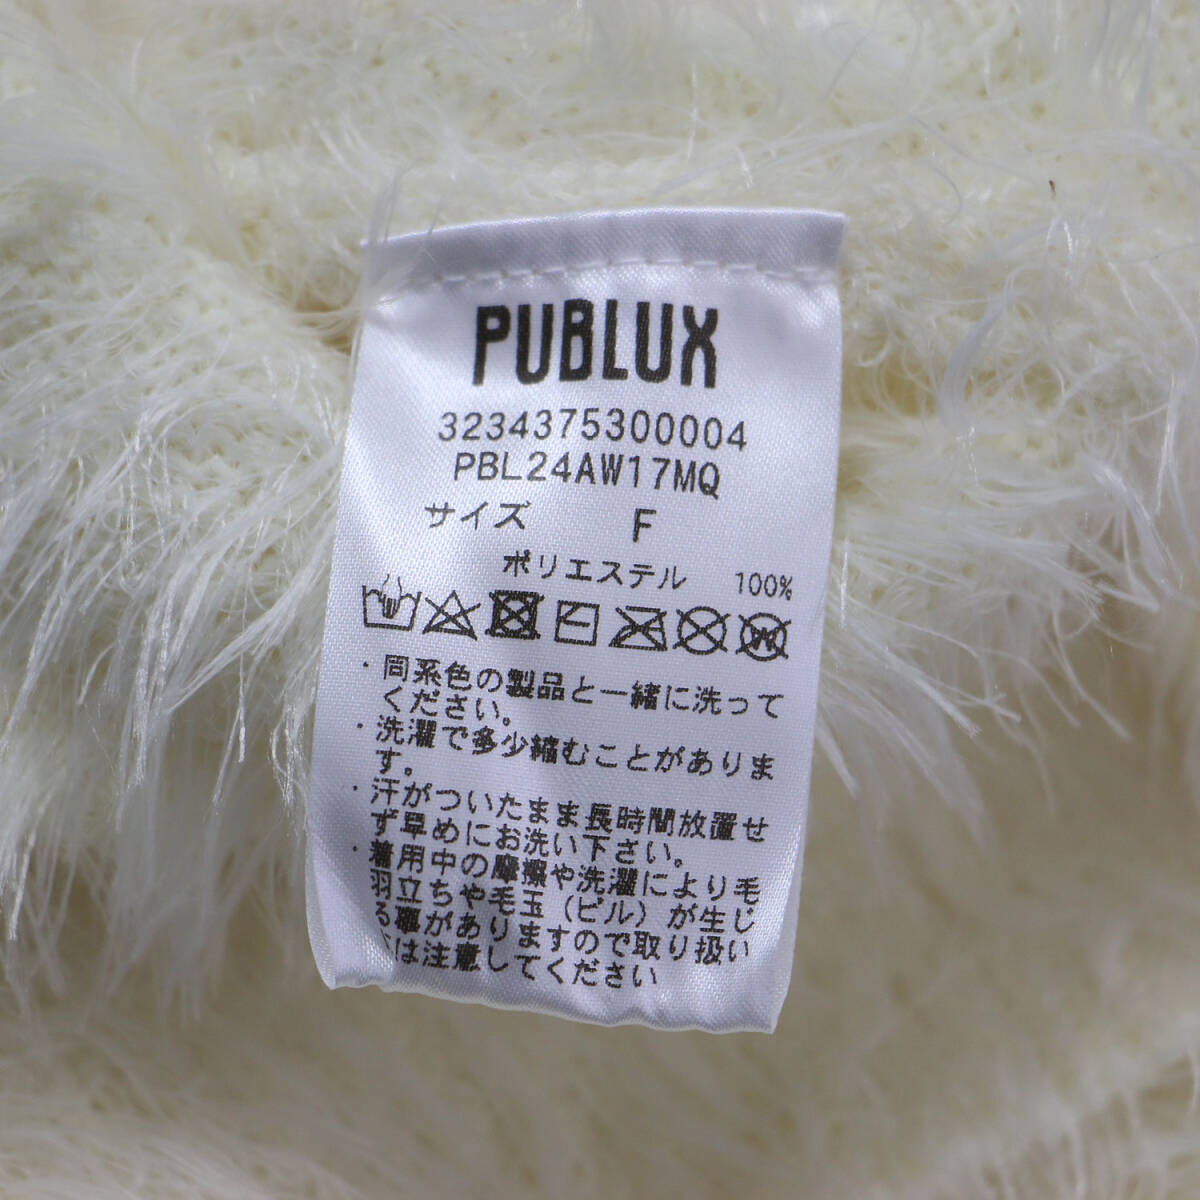 PUBLUX
3234375300004
PBL24AW17MQ
サイズ F
ポリエステル 100%
・同系色の製品と一緒に洗って
ください。
・洗濯で多少縮むことがありま
す。
・汗がついたまま長時間放置せ
ず早めにお洗い下さい。
・着用中の摩擦や洗濯により毛
羽立ちや毛玉(ピル)が生じ
る事がありますので取り扱い
は注意してください